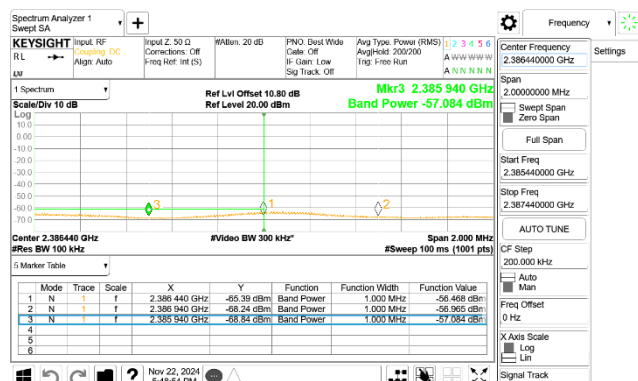 Spectrum Analyzer 1
Swept SA
Frequency
KEYSIGHT
RL
Input: RF
Coupling: DC
Align: Auto
Input Z: 50 Ω
Corrections: Off
Freq Ref: Int (S)
#Atten: 20 dB
PNO: Best Wide
Gate: Off
IF Gain: Low
Sig Track: Off
Avg Type: Power (RMS)
Avg|Hold: 200/200
Trig: Free Run
1 2 3 4 5 6
A W W W W W
A N N N N N
Center Frequency
2.386440000 GHz
Settings
Span
2.00000000 MHz
Swept Span
Zero Span
Full Span
Start Freq
2.385440000 GHz
Stop Freq
2.387440000 GHz
AUTO TUNE
CF Step
200.000 kHz
Auto
Man
Freq Offset
0 Hz
X Axis Scale
Log
Lin
Signal Track
1 Spectrum
Scale/Div 10 dB
Ref Lvl Offset 10.80 dB
Ref Level 20.00 dBm
Mkr3 2.385 940 GHz
Band Power -57.084 dBm
Log
10.0
0.00
-10.0
-20.0
-30.0
-40.0
-50.0
-60.0
-70.0
3
1
2
Center 2.386440 GHz
#Res BW 100 kHz
#Video BW 300 kHz*
Span 2.000 MHz
#Sweep 100 ms (1001 pts)
5 Marker Table
Mode Trace Scale X Y Function Function Width Function Value
1 N 1 f 2.386 440 GHz -65.39 dBm Band Power 1.000 MHz -56.468 dBm
2 N 1 f 2.386 940 GHz -68.24 dBm Band Power 1.000 MHz -56.965 dBm
3 N 1 f 2.385 940 GHz -68.84 dBm Band Power 1.000 MHz -57.084 dBm
4
5
6
?
Nov 22, 2024